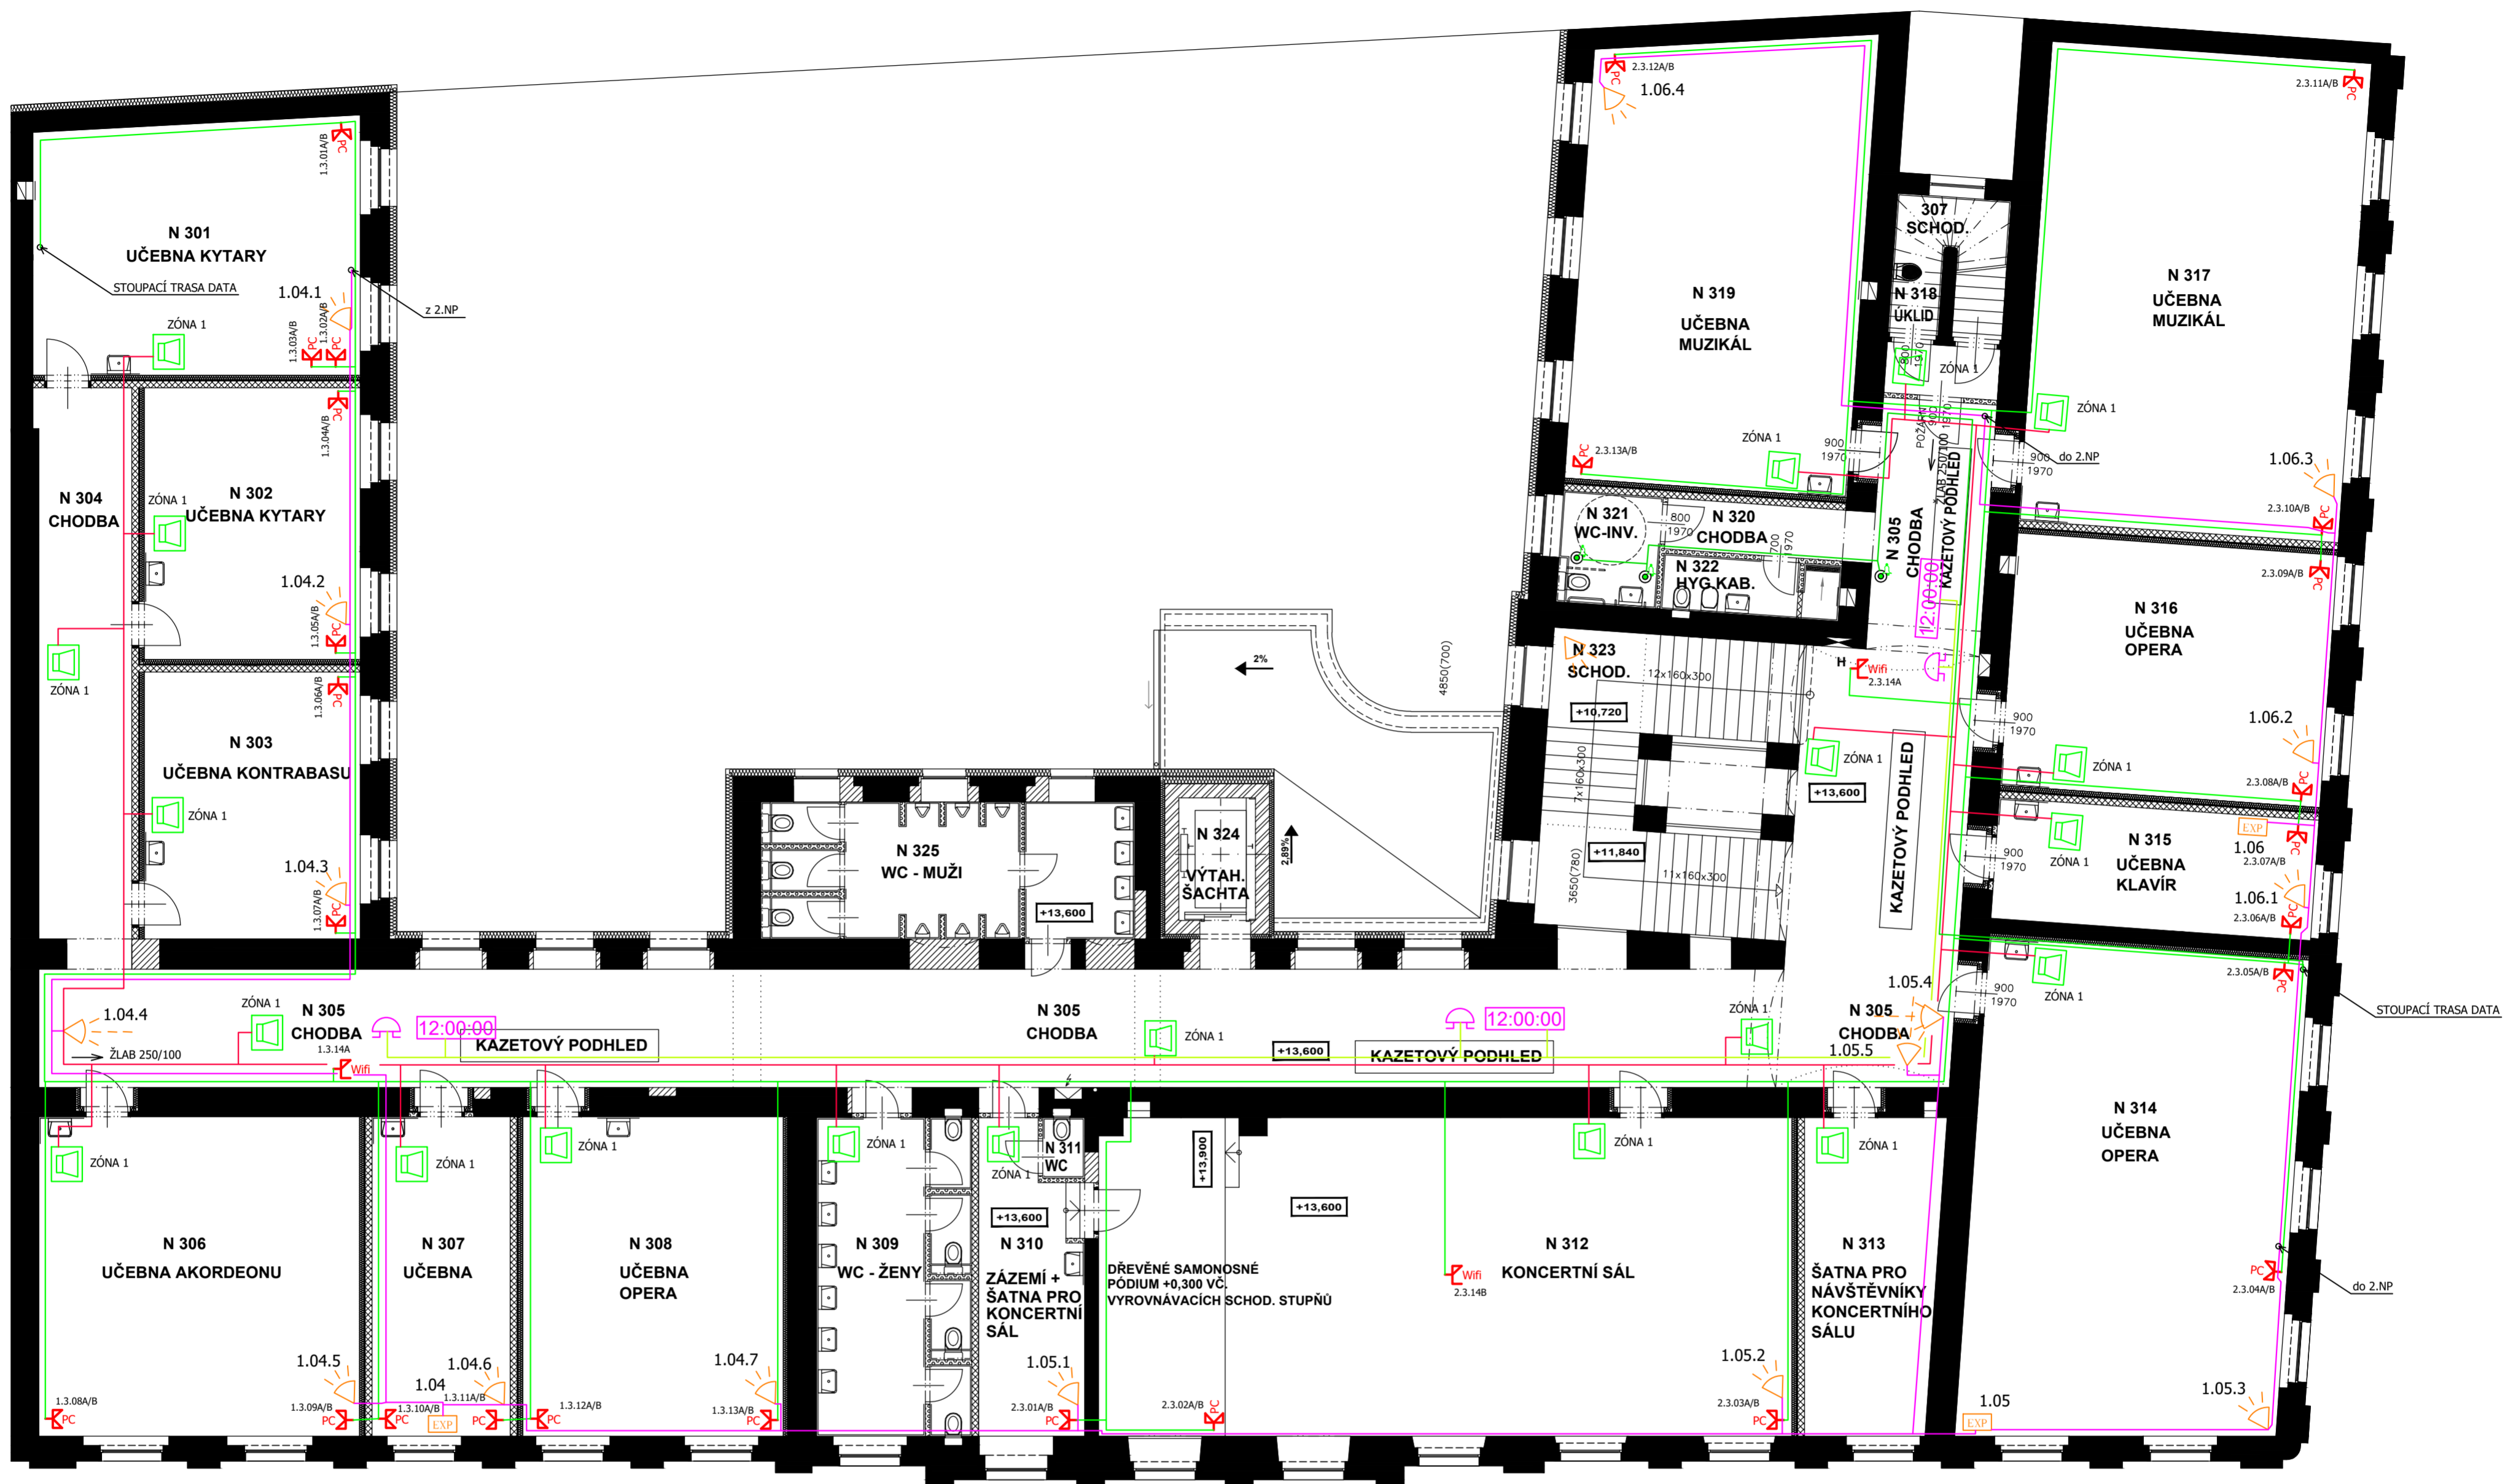 2.3.12A/B
PC
1.06.4
2.3.11A/B
PC
1.3.01A/B
PC
N 301
UČEBNA KYTARY
STOUPACÍ TRASA DATA
1.04.1
1.3.02A/B
1.3.03A/B
PC
PC
z 2.NP
ZÓNA 1
307
SCHOD.
N 318
ÚKLID
800
1970
ZÓNA 1
N 319
UČEBNA
MUZIKÁL
N 317
UČEBNA
MUZIKÁL
ZÓNA 1
1.3.04A/B
PC
N 304
CHODBA
ZÓNA 1
N 302
UČEBNA KYTARY
1.04.2
1.3.05A/B
PC
ZÓNA 1
2.3.13A/B
PC
ZÓNA 1
900
1970
900
1970
ŽLAB 250/100
KAZETOVÝ PODHLED
900
1970
do 2.NP
1.06.3
2.3.10A/B
PC
N 321
WC-INV.
800
1970
N 320
CHODBA
700
1970
N 322
HYG.KAB.
N 305
CHODBA
12:00:00
2.3.09A/B
PC
N 316
UČEBNA
OPERA
1.3.06A/B
PC
N 303
UČEBNA KONTRABASU
ZÓNA 1
1.04.3
1.3.07A/B
PC
2%
4850(700)
N 323
SCHOD.
12x160x300
+10,720
7x160x300
+11,840
11x160x300
3650(780)
H
Wifi
2.3.14A
ZÓNA 1
+13,600
KAZETOVÝ PODHLED
900
1970
1.06.2
2.3.08A/B
PC
ZÓNA 1
N 315
UČEBNA
KLAVÍR
EXP
1.06
2.3.07A/B
PC
ZÓNA 1
900
1970
1.06.1
2.3.06A/B
PC
N 325
WC - MUŽI
+13,600
N 324
VÝTAH.
ŠACHTA
2,89%
2.3.05A/B
PC
900
1970
ZÓNA 1
STOUPACÍ TRASA DATA
1.04.4
ZÓNA 1
N 305
CHODBA
12:00:00
KAZETOVÝ PODHLED
ŽLAB 250/100
1.3.14A
Wifi
N 305
CHODBA
ZÓNA 1
12:00:00
+13,600
KAZETOVÝ PODHLED
ZÓNA 1
N 305
CHODBA
1.05.4
1.05.5
ZÓNA 1
N 306
UČEBNA AKORDEONU
1.04.5
1.3.08A/B
PC
1.3.09A/B
PC
ZÓNA 1
N 307
UČEBNA
1.04.6
1.04
1.3.11A/B
1.3.10A/B
PC
EXP
PC
ZÓNA 1
N 308
UČEBNA
OPERA
1.04.7
1.3.12A/B
PC
1.3.13A/B
PC
ZÓNA 1
N 309
WC - ŽENY
ZÓNA 1
N 311
WC
+13,600
N 310
ZÁZEMÍ +
ŠATNA PRO
KONCERTNÍ
SÁL
1.05.1
2.3.01A/B
PC
+13,900
DŘEVĚNÉ SAMONOSNÉ
PÓDIUM +0,300 VČ.
VYROVNÁVACÍCH SCHOD. STUPŇŮ
2.3.02A/B
PC
+13,600
Wifi
2.3.14B
ZÓNA 1
N 312
KONCERTNÍ SÁL
1.05.2
2.3.03A/B
PC
ZÓNA 1
N 313
ŠATNA PRO
NÁVŠTĚVNÍKY
KONCERTNÍHO
SÁLU
N 314
UČEBNA
OPERA
PC
2.3.04A/B
do 2.NP
1.05.3
1.05
EXP